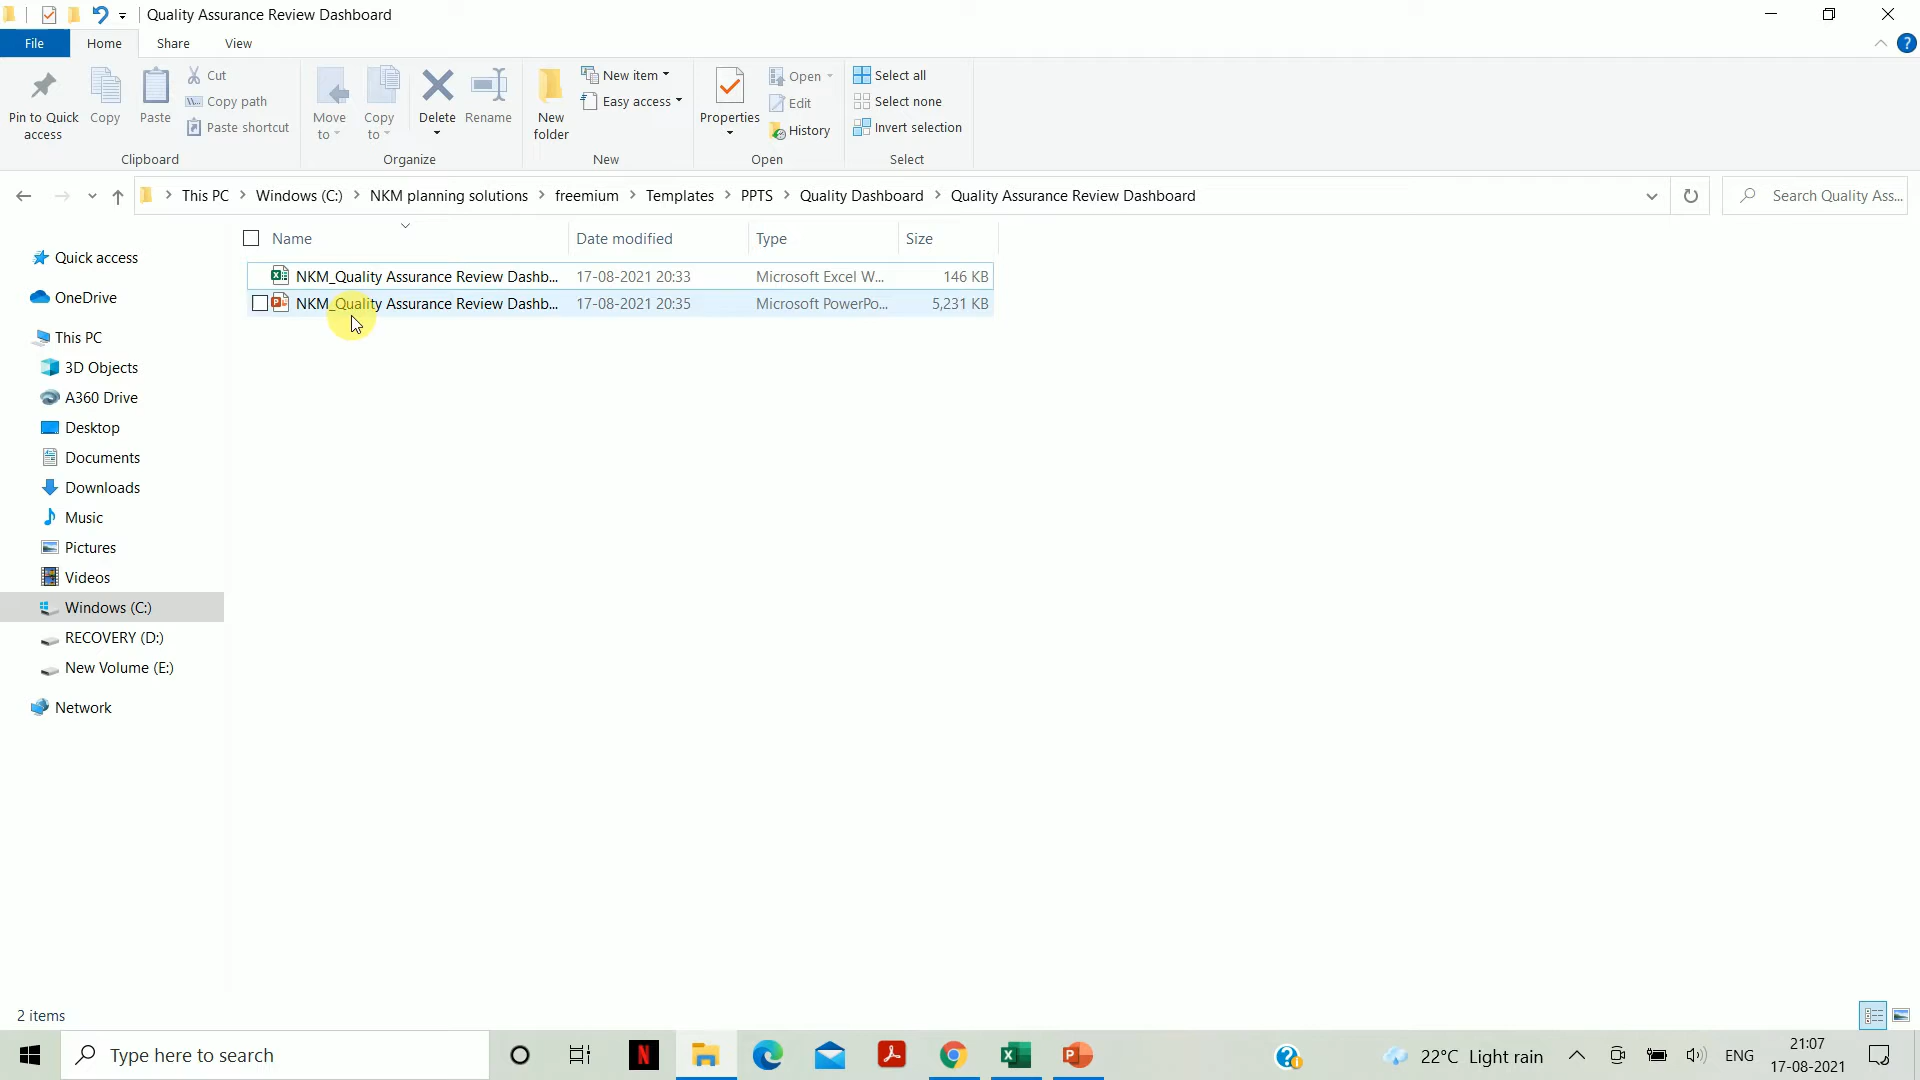 Quality Assurance Review Dashboard
File Home Share View
Pin to Quick access
Copy
Paste
Cut
Copy path
Paste shortcut
Clipboard
Move to
Copy to
Delete
Rename
Organize
New folder
New item
Easy access
New
Properties
Open
Edit
History
Open
Select all
Select none
Invert selection
Select
This PC Windows (C:) NKM planning solutions freemium Templates PPTS Quality Dashboard Quality Assurance Review Dashboard
Search Quality Ass...
Name Date modified Type Size
NKM_Quality Assurance Review Dashb... 17-08-2021 20:33 Microsoft Excel W... 146 KB
NKM_Quality Assurance Review Dashb... 17-08-2021 20:35 Microsoft PowerPo... 5,231 KB
Quick access
OneDrive
This PC
3D Objects
A360 Drive
Desktop
Documents
Downloads
Music
Pictures
Videos
Windows (C:)
RECOVERY (D:)
New Volume (E:)
Network
2 items
Type here to search
22°C Light rain
ENG
21:07
17-08-2021